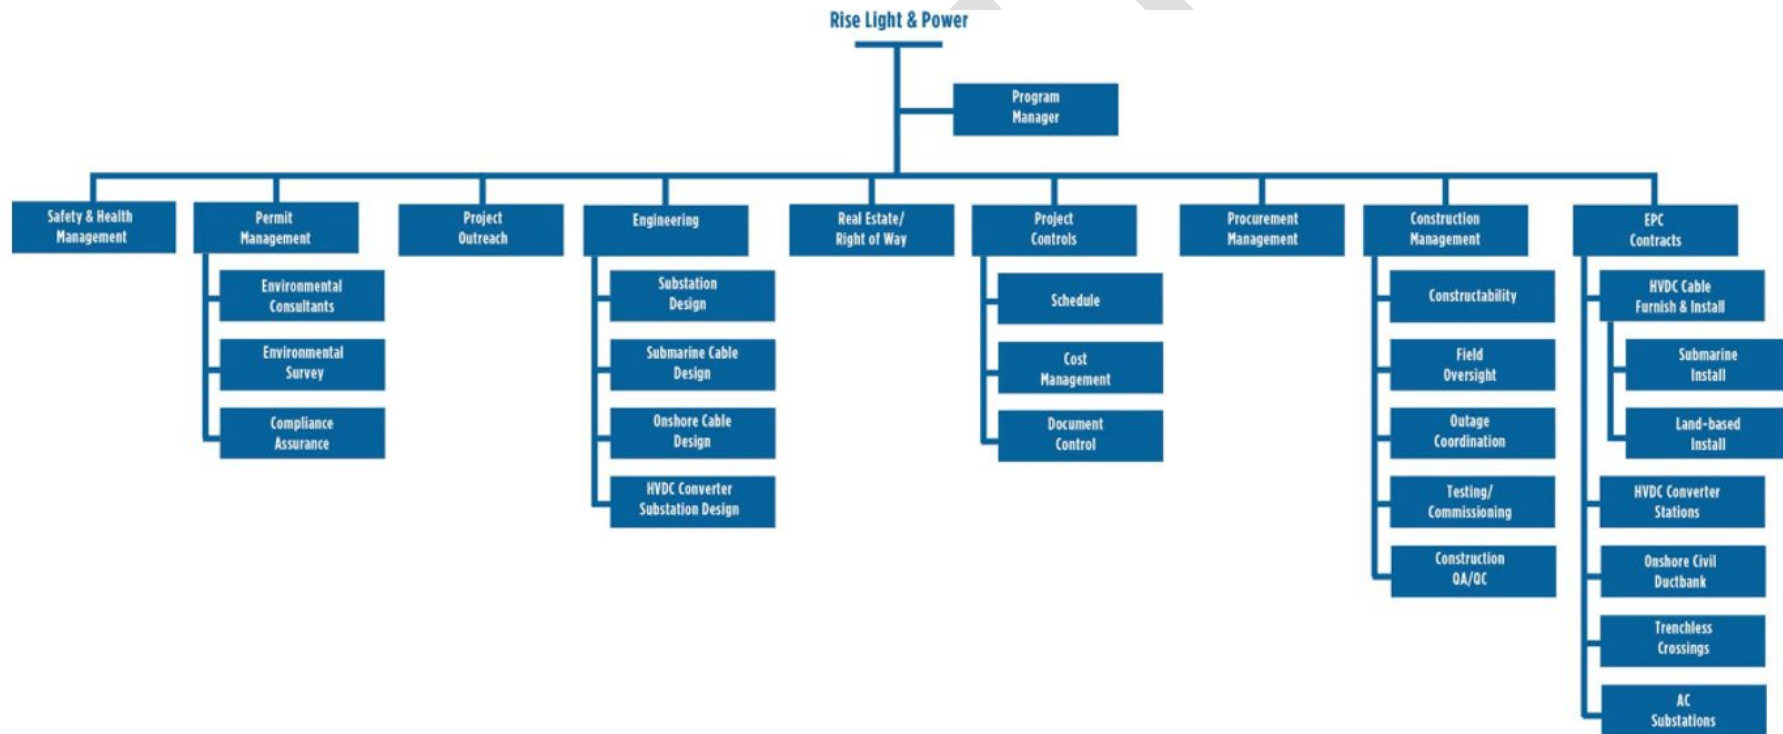 Rise Light & Power
Program
Manager
Safety & Health
Management
Permit
Management
Project
Outreach
Engineering
Real Estate/
Right of Way
Project
Controls
Procurement
Management
Construction
Management
EPC
Contracts
Environmental
Consultants
Environmental
Survey
Compliance
Assurance
Substation
Design
Submarine Cable
Design
Onshore Cable
Design
HVDC Converter
Substation Design
Schedule
Cost
Management
Document
Control
Constructability
Field
Oversight
Outage
Coordination
Testing/
Commissioning
Construction
QA/QC
HVDC Cable
Furnish & Install
Submarine
Install
Land-based
Install
HVDC Converter
Stations
Onshore Civil
Ductbank
Trenchless
Crossings
AC
Substations